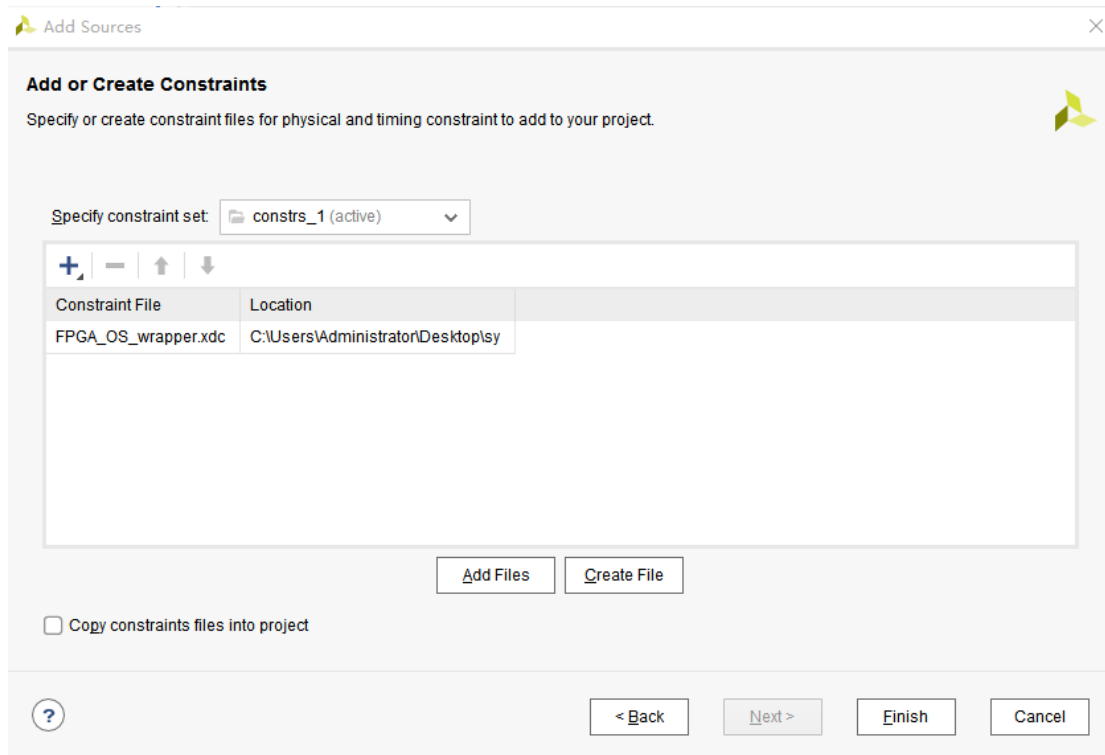 Add Sources
Add or Create Constraints
Specify or create constraint files for physical and timing constraint to add to your project.
Specify constraint set: constrs_1 (active)
Constraint File Location
FPGA_OS_wrapper.xdc C:\Users\Administrator\Desktop\sy
Add Files Create File
Copy constraints files into project
? < Back Next > Finish Cancel